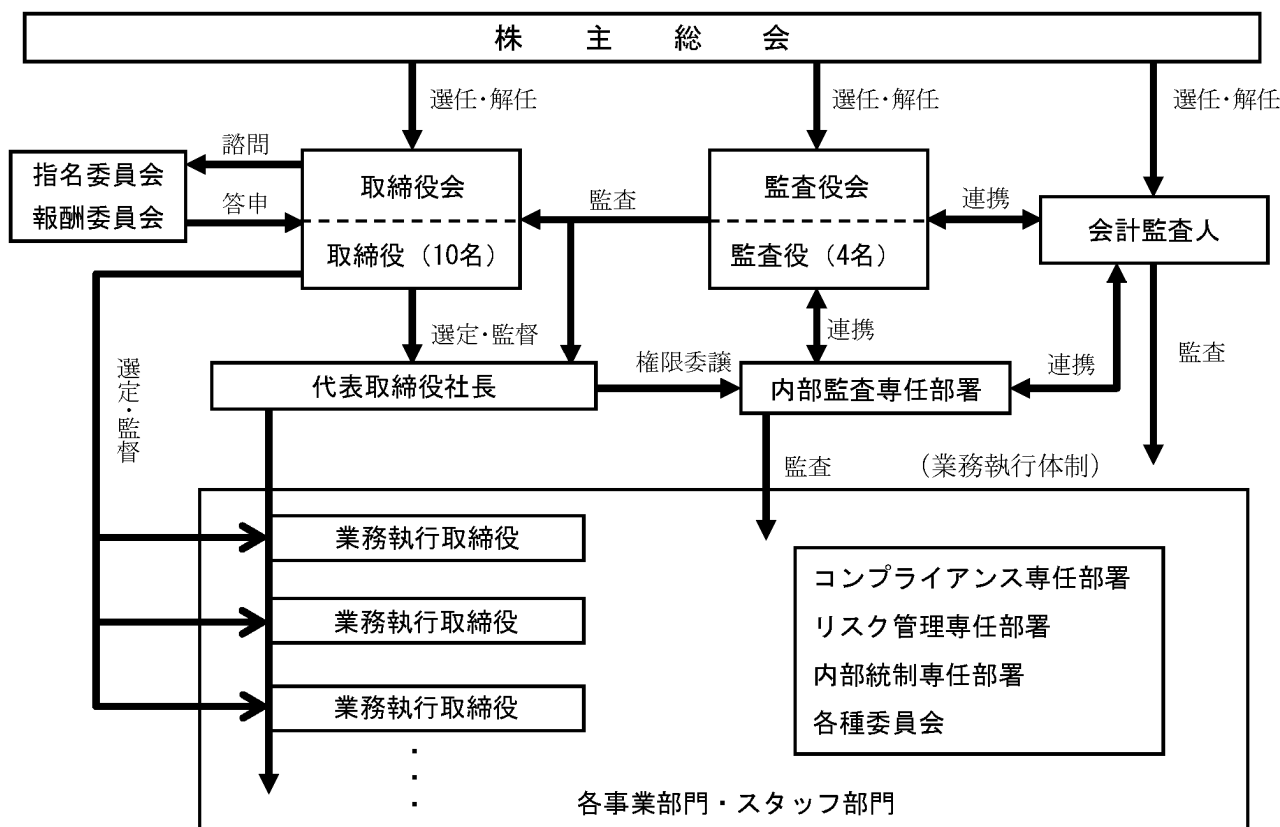 株主総会
選任・解任
選任・解任
選任・解任
諮問
指名委員会
報酬委員会
答申
取締役会
取締役（10名）
監査
監査役会
監査役（4名）
連携
会計監査人
選定・監督
連携
選定・監督
代表取締役社長
権限委譲
内部監査専任部署
連携
監査
監査
（業務執行体制）
業務執行取締役
業務執行取締役
業務執行取締役
・
・
・
コンプライアンス専任部署
リスク管理専任部署
内部統制専任部署
各種委員会
各事業部門・スタッフ部門